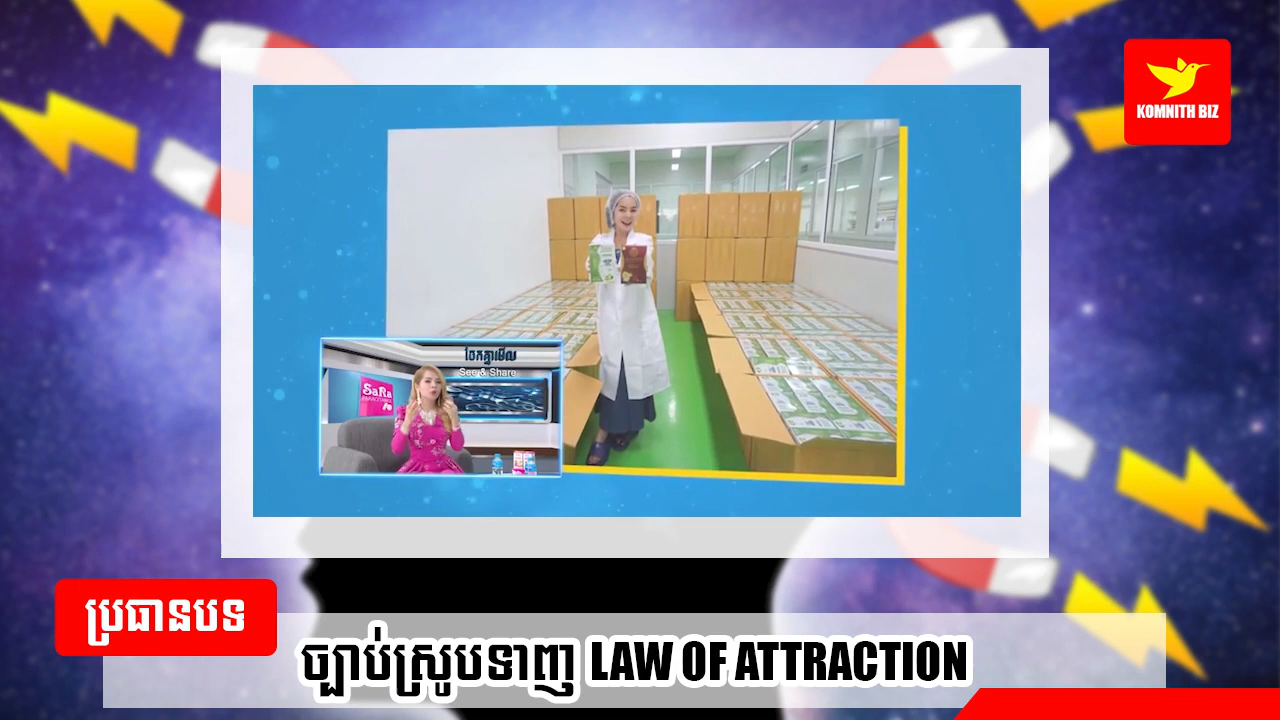 KOMNITH BIZ
ចែកគ្នាមើល
See & Share
SaRa
PARACETAMOL
ប្រធានបទ
ច្បាប់ស្រូបទាញ LAW OF ATTRACTION